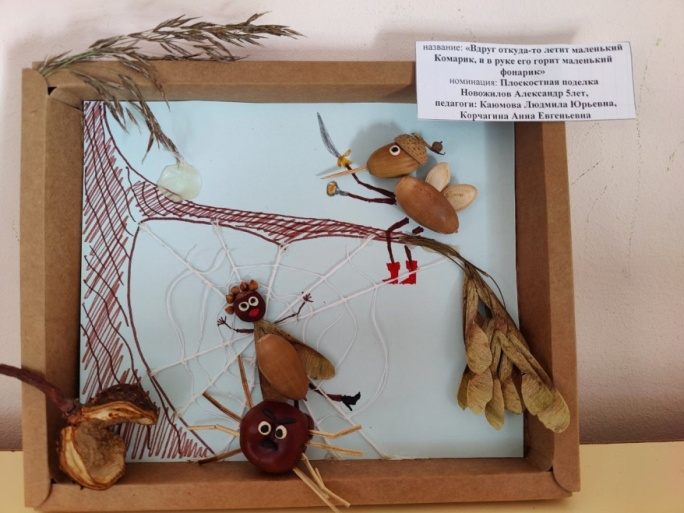 название: «Вдруг откуда-то летит маленький
Комарик, и в руке его горит маленький
фонарик»
номинация: Плоскостная поделка
Новожилов Александр 5лет,
педагоги: Каюмова Людмила Юрьевна,
Корчагина Анна Евгеньевна